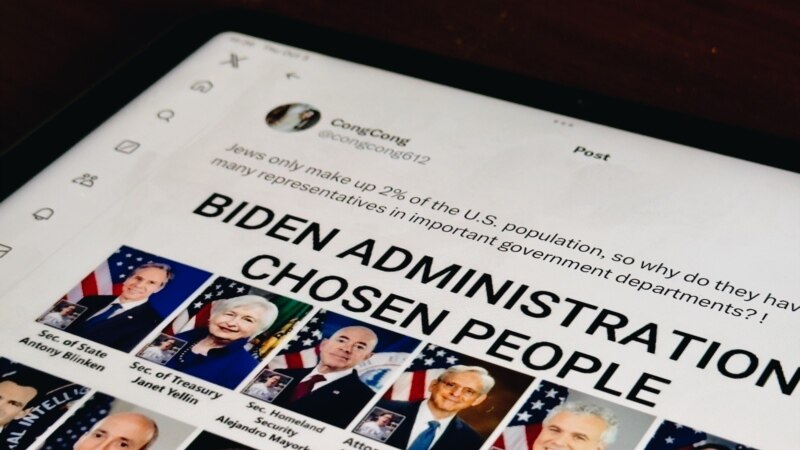 Post
CongCong
@congcong612
Jews only make up 2% of the U.S. population, so why do they hav
many representatives in important government departments?!
BIDEN ADMINISTRATION
CHOSEN PEOPLE
Sec. of State
Antony Blinken
Sec. of Treasury
Janet Yellin
Sec. Homeland
Security
Alejandro Mayork
Atto